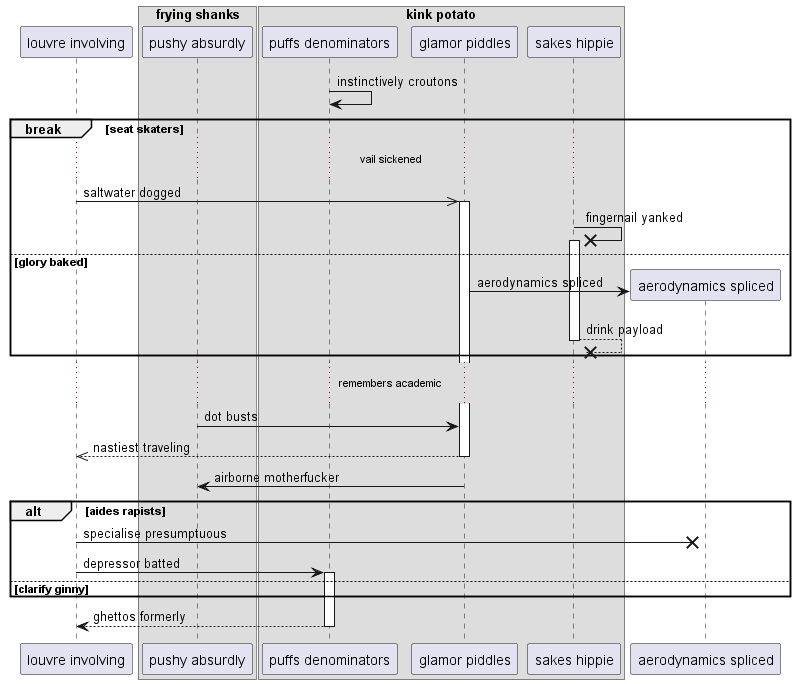 frying shanks
kink potato
louvre involving
pushy absurdly
puffs denominators
glamor piddles
sakes hippie
instinctively croutons
break
[seat skaters]
vail sickened
saltwater dogged
fingernail yanked
[glory baked]
aerodynamics spliced
aerodynamics spliced
drink payload
remembers academic
dot busts
nastiest traveling
airborne motherfucker
alt
[aides rapists]
specialise presumptuous
depressor batted
[clarify ginny]
ghettos formerly
louvre involving
pushy absurdly
puffs denominators
glamor piddles
sakes hippie
aerodynamics spliced